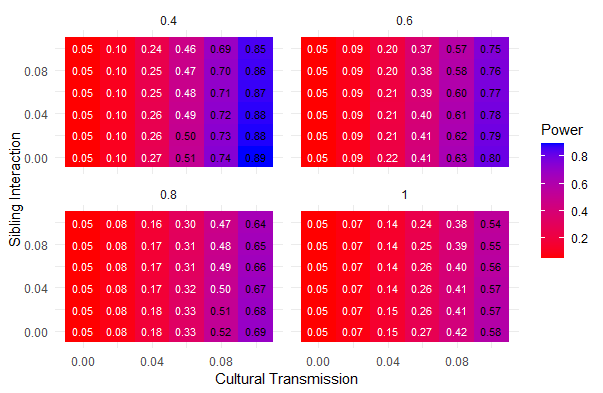 0.4 0.6
0.05 0.10 0.24 0.46 0.69 0.85 0.05 0.09 0.20 0.37 0.57 0.75
0.08 0.05 0.10 0.25 0.47 0.70 0.86 0.05 0.09 0.20 0.38 0.58 0.76
0.05 0.10 0.25 0.48 0.71 0.87 0.05 0.09 0.21 0.39 0.60 0.77
0.04 0.05 0.10 0.26 0.49 0.72 0.88 0.05 0.09 0.21 0.40 0.61 0.78
0.05 0.10 0.26 0.50 0.73 0.88 0.05 0.09 0.21 0.41 0.62 0.79
0.00 0.05 0.10 0.27 0.51 0.74 0.89 0.05 0.09 0.22 0.41 0.63 0.80
Power
0.8
0.6
0.4
0.2
Sibling Interaction
0.8 1
0.05 0.08 0.16 0.30 0.47 0.64 0.05 0.07 0.14 0.24 0.38 0.54
0.08 0.05 0.08 0.17 0.31 0.48 0.65 0.05 0.07 0.14 0.25 0.39 0.55
0.05 0.08 0.17 0.31 0.49 0.66 0.05 0.07 0.14 0.26 0.40 0.56
0.04 0.05 0.08 0.17 0.32 0.50 0.67 0.05 0.07 0.14 0.26 0.41 0.57
0.05 0.08 0.18 0.33 0.51 0.68 0.05 0.07 0.15 0.26 0.41 0.57
0.00 0.05 0.08 0.18 0.33 0.52 0.69 0.05 0.07 0.15 0.27 0.42 0.58
0.00 0.04 0.08 0.00 0.04 0.08
Cultural Transmission